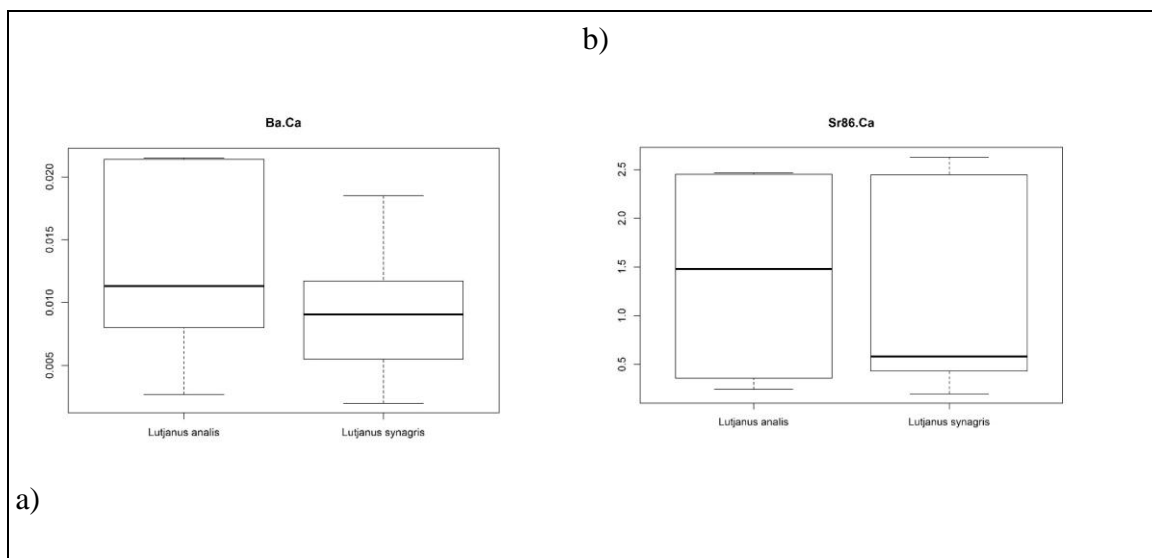 b)
Ba.Ca
0.020
0.015
0.010
0.005
Lutjanus analis
Lutjanus synagris
Sr86.Ca
2.5
2.0
1.5
1.0
0.5
Lutjanus analis
Lutjanus synagris
a)